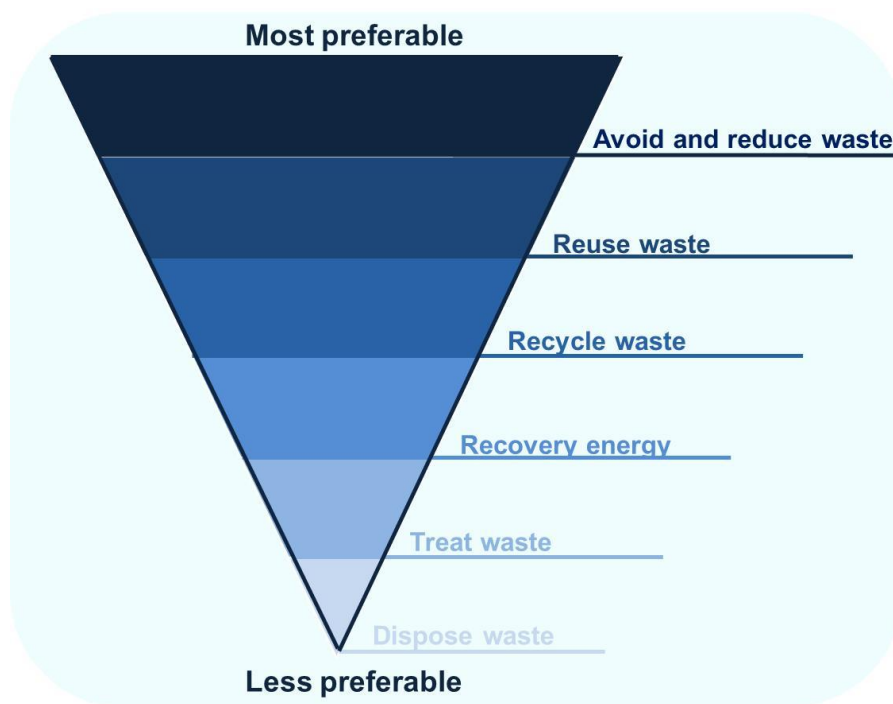 Most preferable
Avoid and reduce waste
Reuse waste
Recycle waste
Recovery energy
Treat waste
Dispose waste
Less preferable